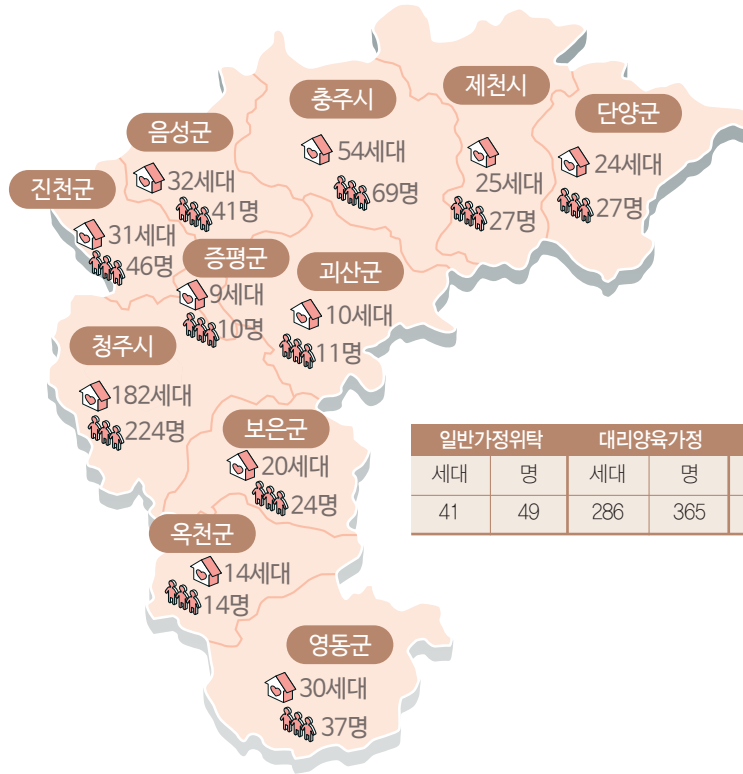 충주시
54세대
69명
제천시
25세대
27명
단양군
24세대
27명
음성군
32세대
41명
진천군
31세대
46명
증평군
9세대
10명
괴산군
10세대
11명
청주시
182세대
224명
보은군
20세대
24명
옥천군
14세대
14명
영동군
30세대
37명
일반가정위탁 대리양육가정
세대 명 세대 명
41 49 286 365